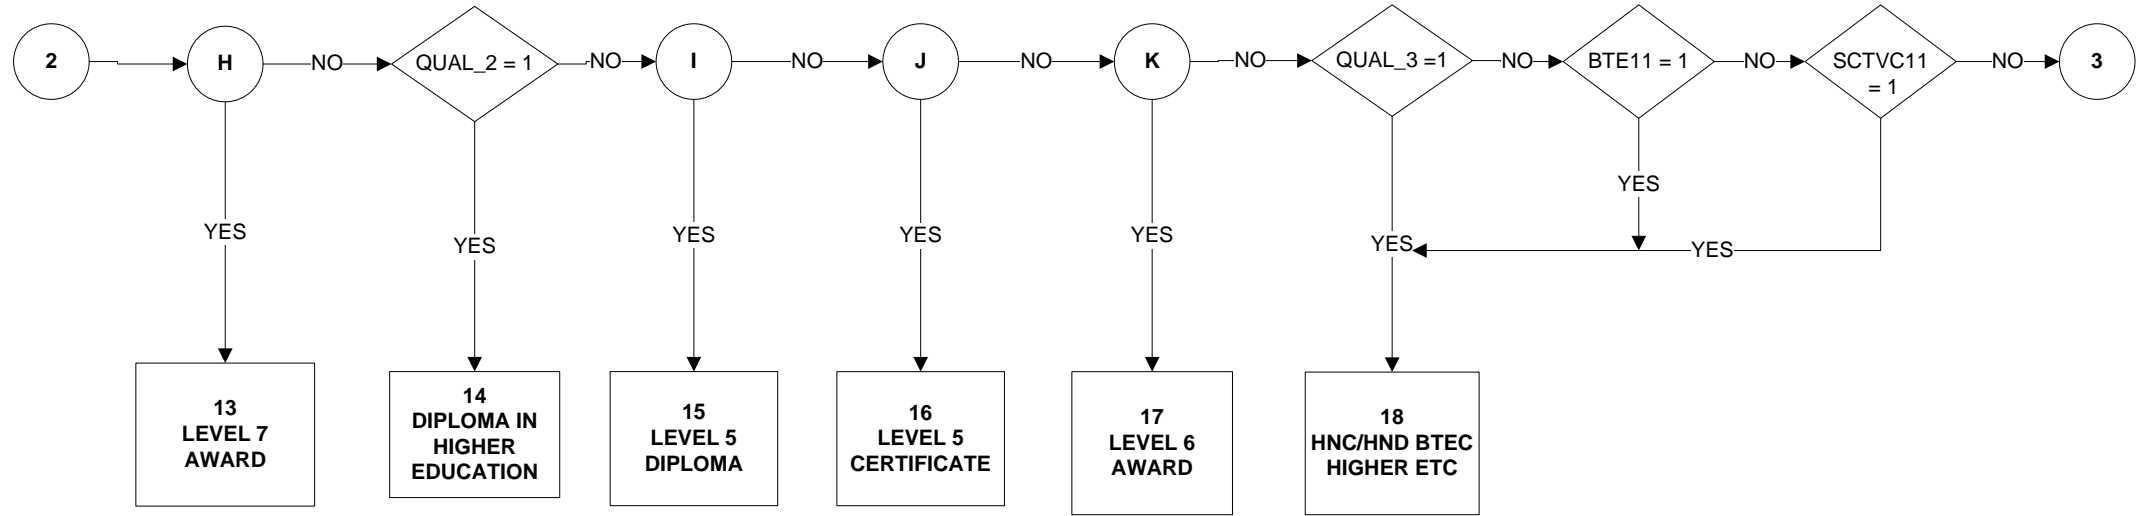 2
H
NO
QUAL_2 = 1
NO
I
NO
J
NO
K
NO
QUAL_3 =1
NO
BTE11 = 1
NO
SCTVC11
= 1
NO
3
YES
YES
YES
YES
YES
YES
YES
YES
13
LEVEL 7
AWARD
14
DIPLOMA IN
HIGHER
EDUCATION
15
LEVEL 5
DIPLOMA
16
LEVEL 5
CERTIFICATE
17
LEVEL 6
AWARD
18
HNC/HND BTEC
HIGHER ETC